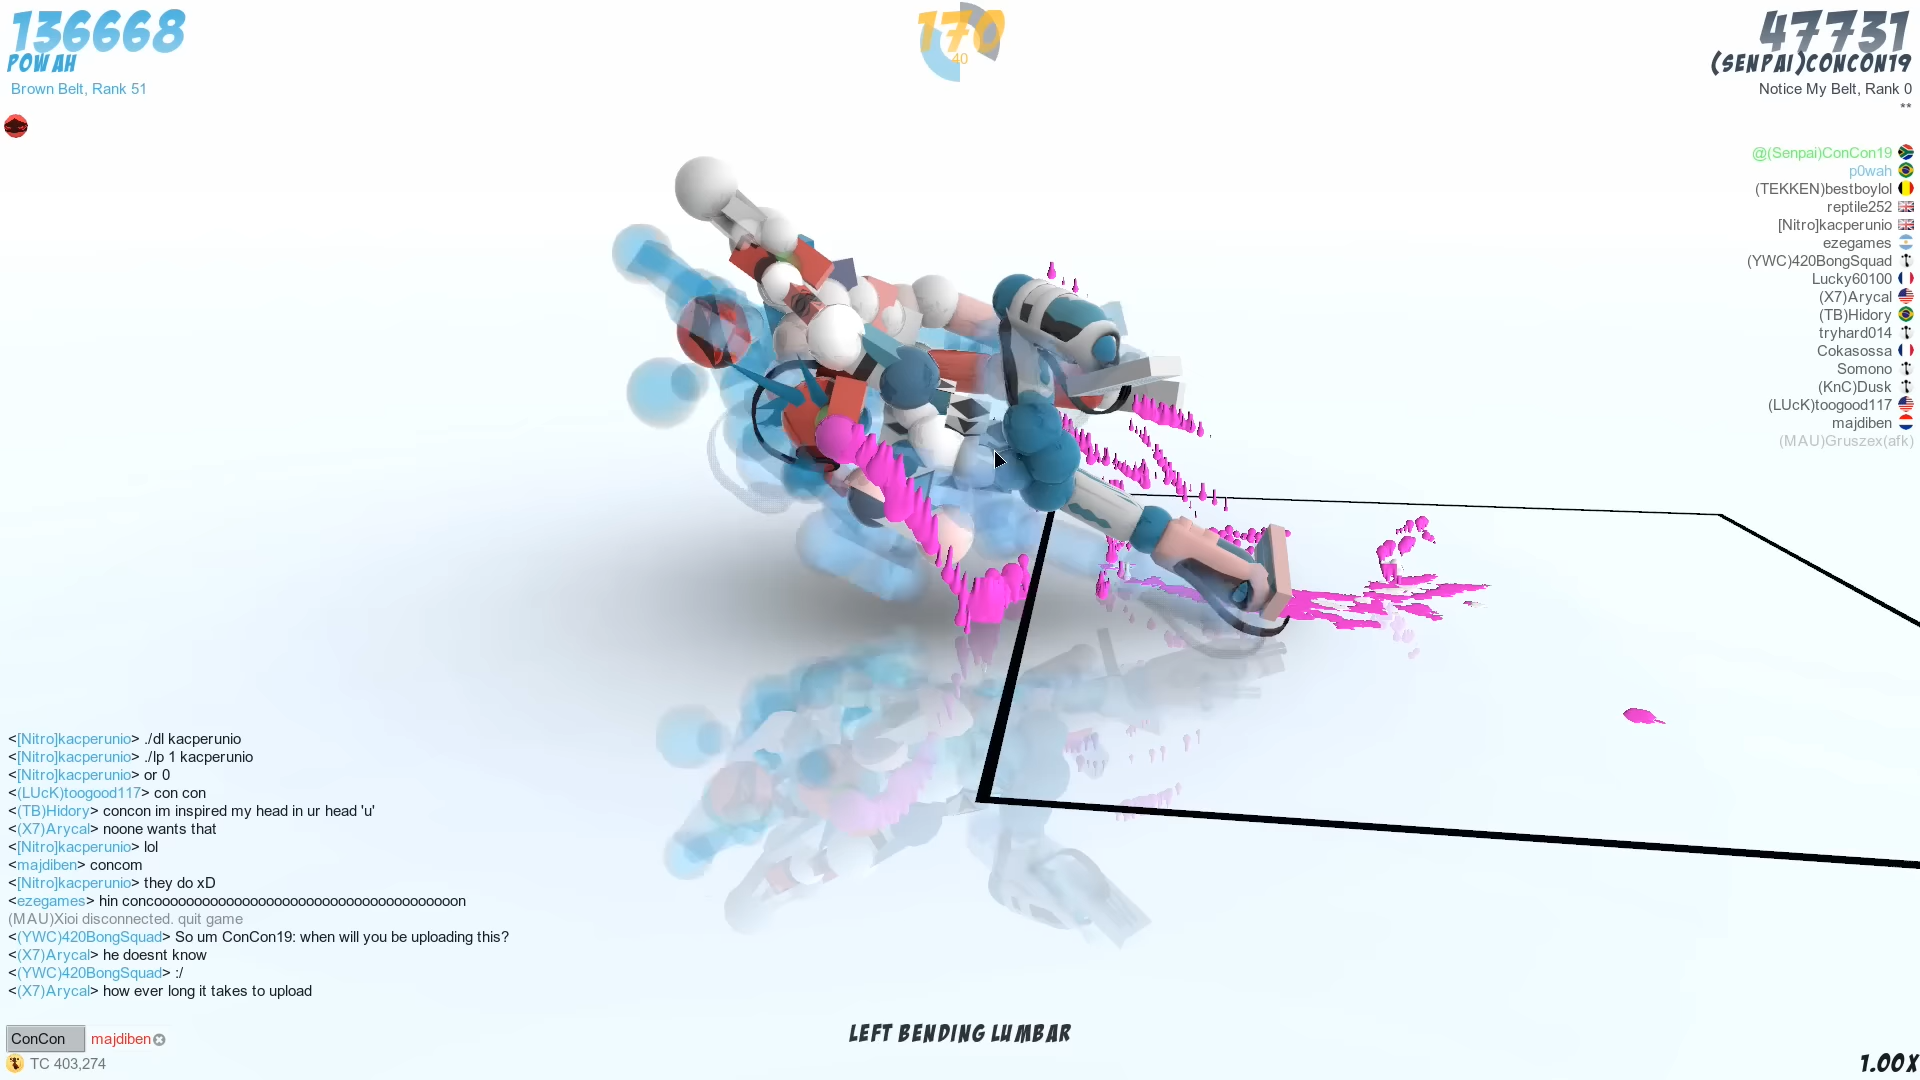 136668
POWAH
Brown Belt, Rank 51
170
40
47731
(SENPAI)CONCON19
Notice My Belt, Rank 0
**
@(Senpai)ConCon19
p0wah
(TEKKEN)bestboylol
reptile252
[Nitro]kacperunio
ezegames
(YWC)420BongSquad
Lucky60100
(X7)Arycal
(TB)Hidory
tryhard014
Cokasossa
Somono
(KnC)Dusk
(LUcK)toogood117
majdiben
(MAU)Gruszex(afk)
<[Nitro]kacperunio> ./dl kacperunio
<[Nitro]kacperunio> ./lp 1 kacperunio
<[Nitro]kacperunio> or 0
<(LUcK)toogood117> con con
<(TB)Hidory> concon im inspired my head in ur head 'u'
<(X7)Arycal> noone wants that
<[Nitro]kacperunio> lol
<majdiben> concom
<[Nitro]kacperunio> they do xD
<ezegames> hin concooooooooooooooooooooooooooooooooooooooon
(MAU)Xioi disconnected. quit game
<(YWC)420BongSquad> So um ConCon19: when will you be uploading this?
<(X7)Arycal> he doesnt know
<(YWC)420BongSquad> :/
<(X7)Arycal> how ever long it takes to upload
ConCon majdiben
TC 403,274
LEFT BENDING LUMBAR
1.00X